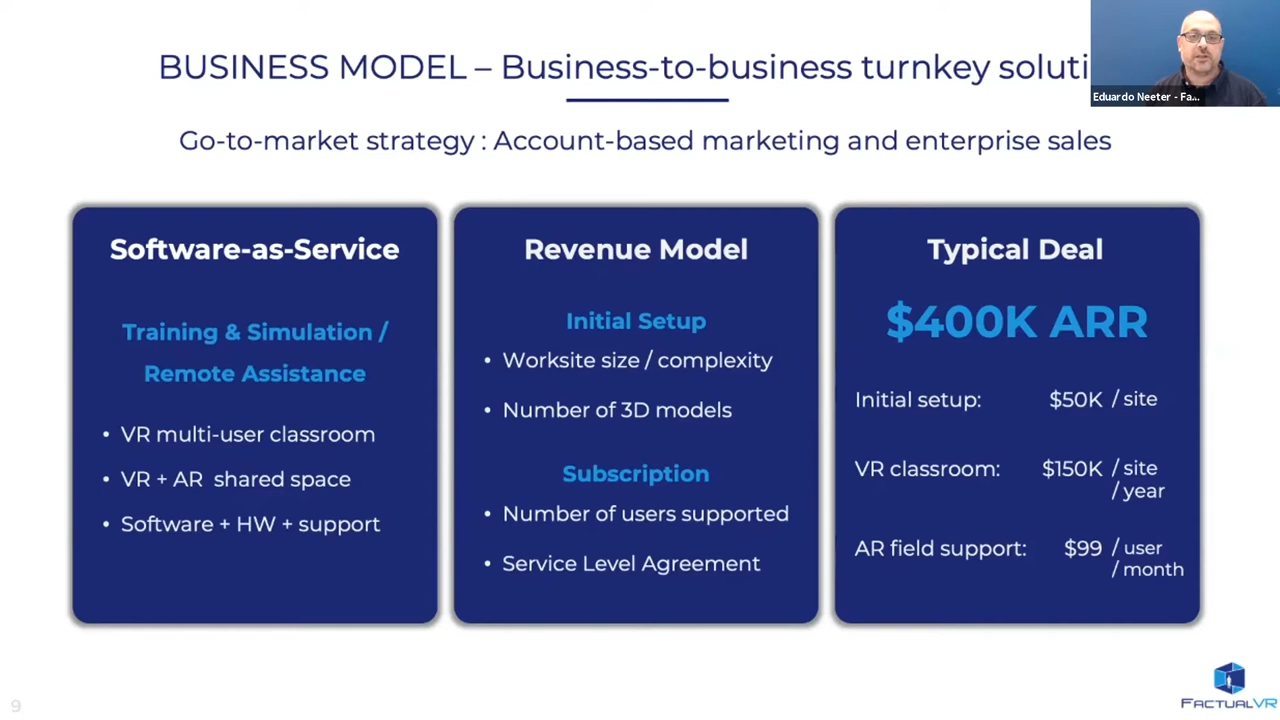 BUSINESS MODEL – Business-to-business turnkey soluti
Eduardo Neeter - Fa...
Go-to-market strategy : Account-based marketing and enterprise sales
Software-as-Service
Training & Simulation /
Remote Assistance
• VR multi-user classroom
• VR + AR shared space
• Software + HW + support
Revenue Model
Initial Setup
• Worksite size / complexity
• Number of 3D models
Subscription
• Number of users supported
• Service Level Agreement
Typical Deal
$400K ARR
Initial setup: $50K / site
VR classroom: $150K / site
/ year
AR field support: $99 / user
/ month
9
FACTUALVR